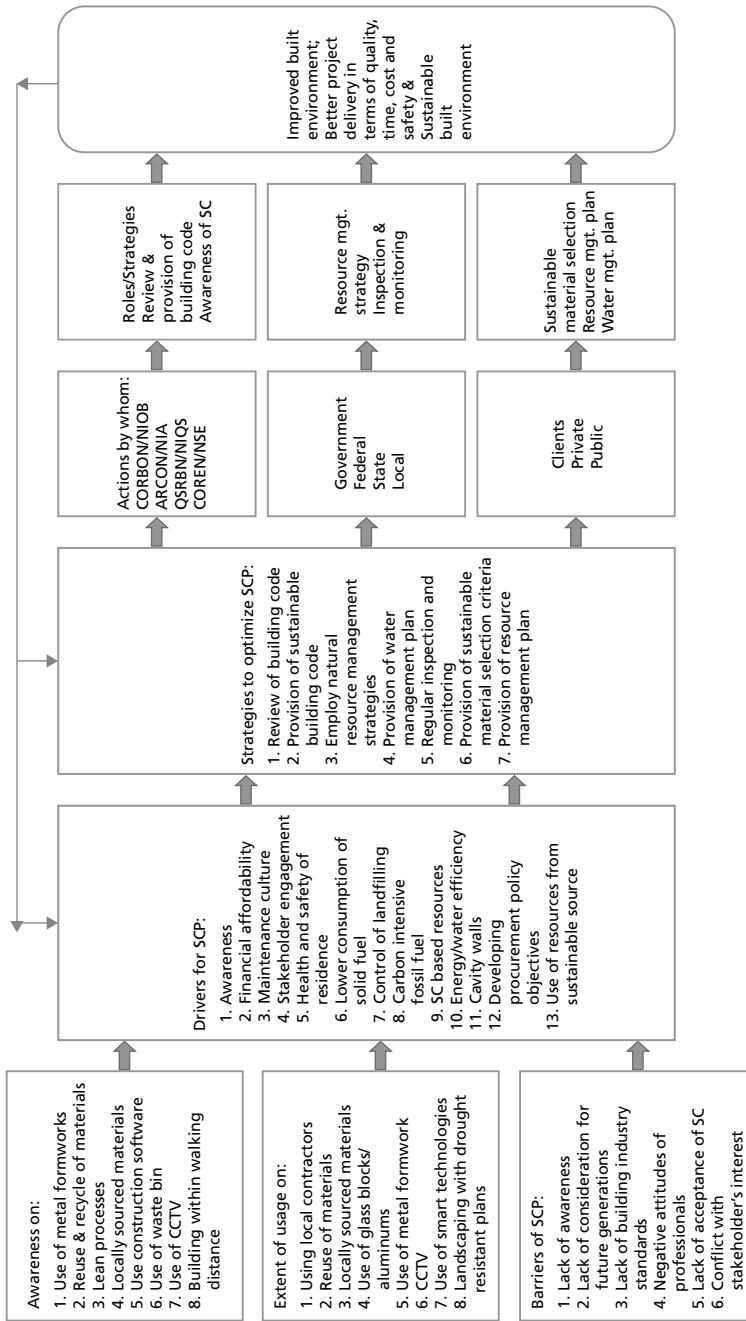 Awareness on:
1. Use of metal formworks
2. Reuse & recycle of materials
3. Lean processes
4. Locally sourced materials
5. Use construction software
6. Use of waste bin
7. Use of CCTV
8. Building within walking
distance
Extent of usage on:
1. Using local contractors
2. Reuse of materials
3. Locally sourced materials
4. Use of glass blocks/
aluminums
5. Use of metal formwork
6. CCTV
7. Use of smart technologies
8. Landscaping with drought
resistant plans
Barriers of SCP:
1. Lack of awareness
2. Lack of consideration for
future generations
3. Lack of building industry
standards
4. Negative attitudes of
professionals
5. Lack of acceptance of SC
6. Conflict with
stakeholder's interest
Drivers for SCP:
1. Awareness
2. Financial affordability
3. Maintenance culture
4. Stakeholder engagement
5. Health and safety of
residence
6. Lower consumption of
solid fuel
7. Control of landfilling
8. Carbon intensive
fossil fuel
9. SC based resources
10. Energy/water efficiency
11. Cavity walls
12. Developing
procurement policy
objectives
13. Use of resources from
sustainable source
Strategies to optimize SCP:
1. Review of building code
2. Provision of sustainable
building code
3. Employ natural
resource management
strategies
4. Provision of water
management plan
5. Regular inspection and
monitoring
6. Provision of sustainable
material selection criteria
7. Provision of resource
management plan
Actions by whom:
CORBON/NIOB
ARCON/NIA
QSRBN/NIQS
COREN/NSE
Government
Federal
State
Local
Clients
Private
Public
Roles/Strategies
Review &
provision of
building code
Awareness of SC
Resource mgt.
strategy
Inspection &
monitoring
Sustainable
material selection
Resource mgt. plan
Water mgt. plan
Improved built
environment;
Better project
delivery in
terms of quality,
time, cost and
safety &
Sustainable
built
environment